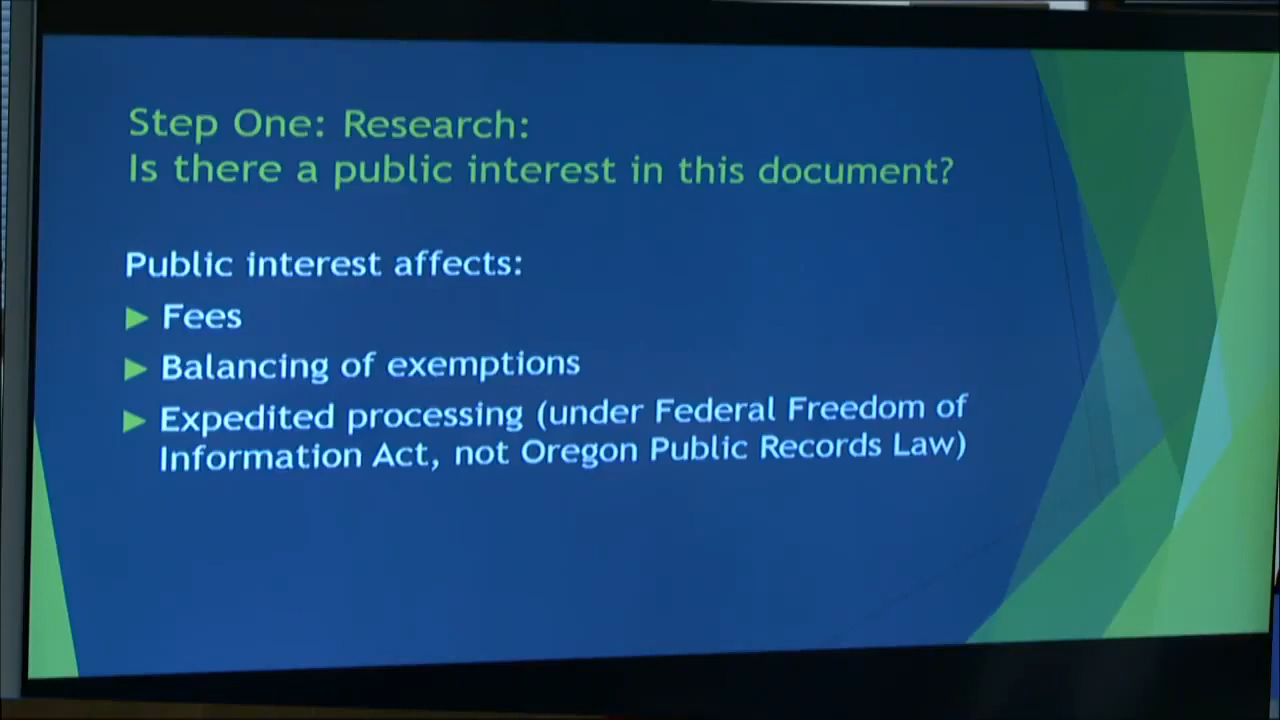 Step One: Research:
Is there a public interest in this document?
Public interest affects:
Fees
Balancing of exemptions
Expedited processing (under Federal Freedom of
Information Act, not Oregon Public Records Law)